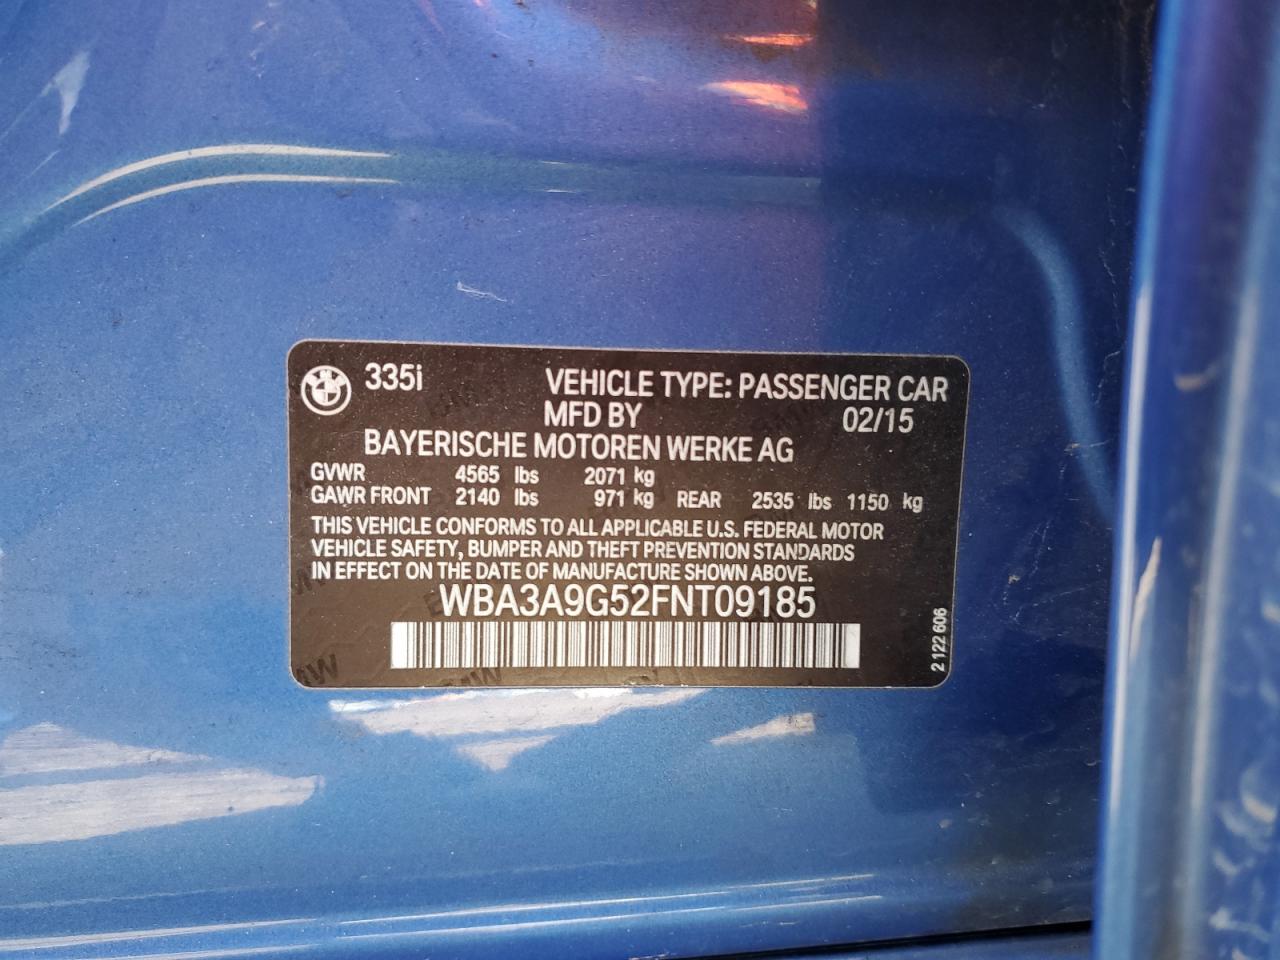 335i VEHICLE TYPE: PASSENGER CAR
MFD BY 02/15
BAYERISCHE MOTOREN WERKE AG
GVWR 4565 lbs 2071 kg
GAWR FRONT 2140 lbs 971 kg REAR 2535 lbs 1150 kg
THIS VEHICLE CONFORMS TO ALL APPLICABLE U.S. FEDERAL MOTOR
VEHICLE SAFETY, BUMPER AND THEFT PREVENTION STANDARDS
IN EFFECT ON THE DATE OF MANUFACTURE SHOWN ABOVE.
WBA3A9G52FNT09185
2 122 606